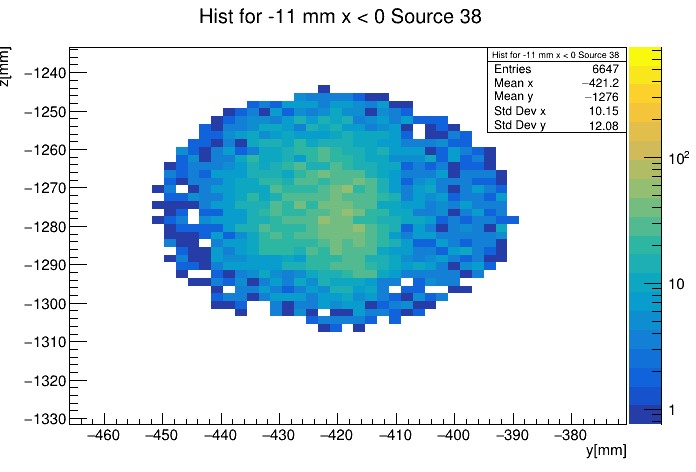 Hist for -11 mm x < 0 Source 38
z[mm]
Hist for -11 mm x < 0 Source 38
Entries 6647
Mean x −421.2
Mean y −1276
Std Dev x 10.15
Std Dev y 12.08
−1240
−1250
−1260
−1270
−1280
−1290
−1300
−1310
−1320
−1330
−460 −450 −440 −430 −420 −410 −400 −390 −380
y[mm]
10²
10
1